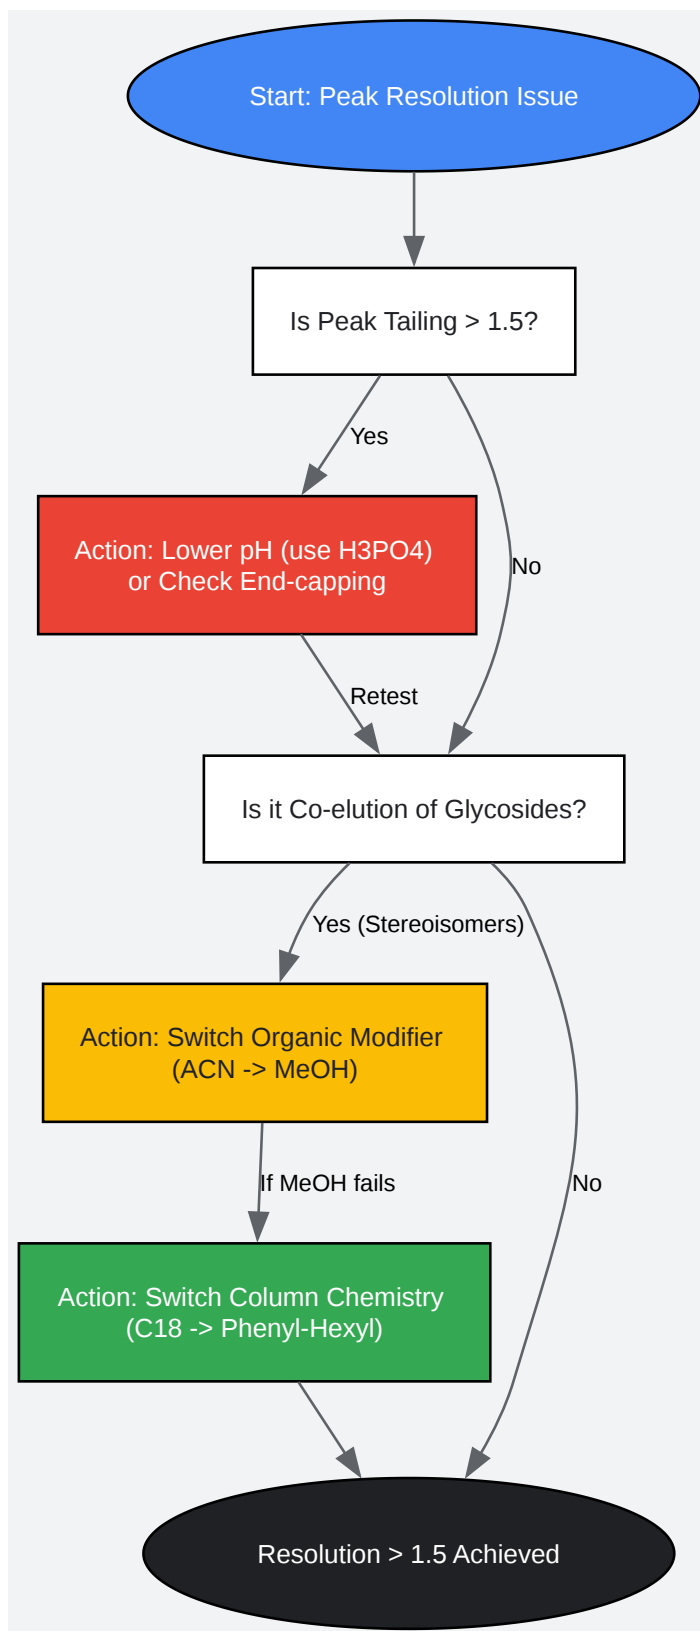 Start: Peak Resolution Issue
Is Peak Tailing > 1.5?
Yes
No
Action: Lower pH (use H3PO4)
or Check End-capping
Retest
Is it Co-elution of Glycosides?
Yes (Stereoisomers)
Action: Switch Organic Modifier
(ACN -> MeOH)
If MeOH fails
No
Action: Switch Column Chemistry
(C18 -> Phenyl-Hexyl)
Resolution > 1.5 Achieved